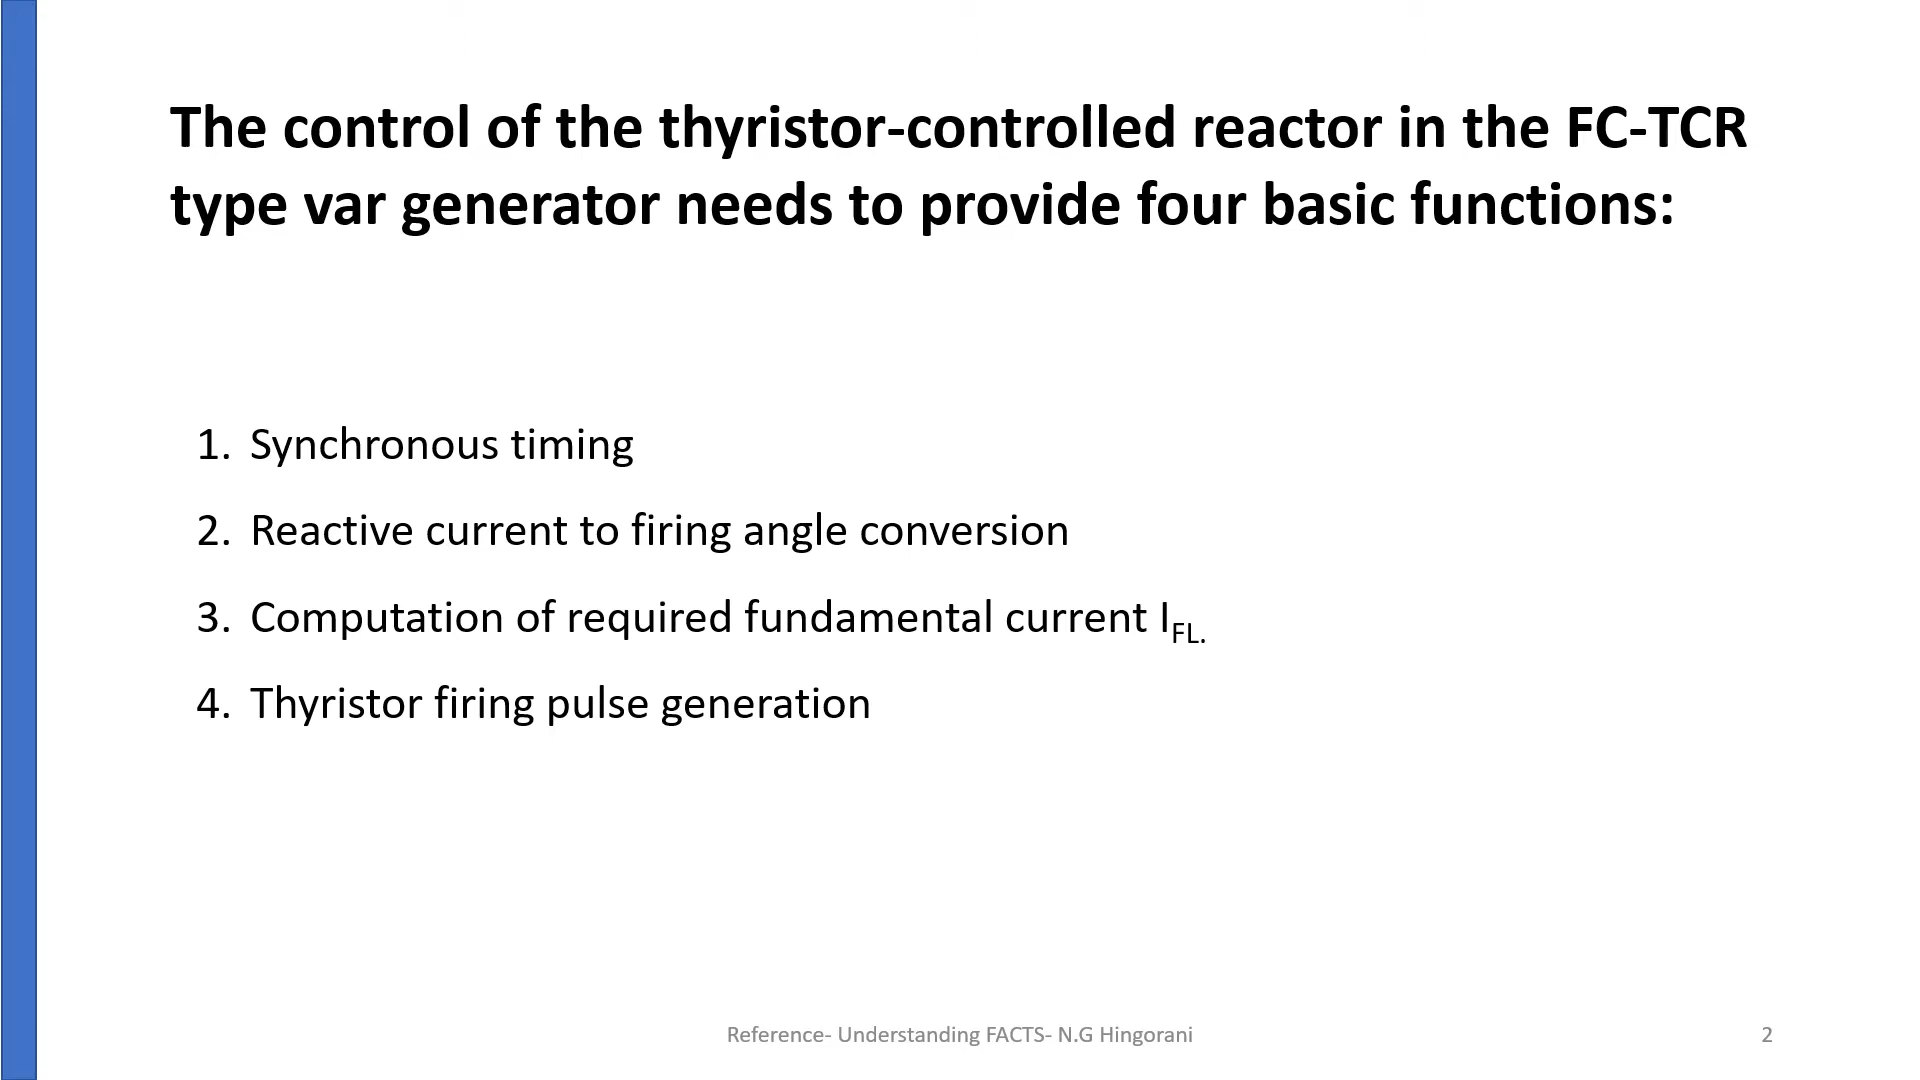 The control of the thyristor-controlled reactor in the FC-TCR
type var generator needs to provide four basic functions:
1. Synchronous timing
2. Reactive current to firing angle conversion
3. Computation of required fundamental current I_FL.
4. Thyristor firing pulse generation
Reference- Understanding FACTS- N.G Hingorani
2